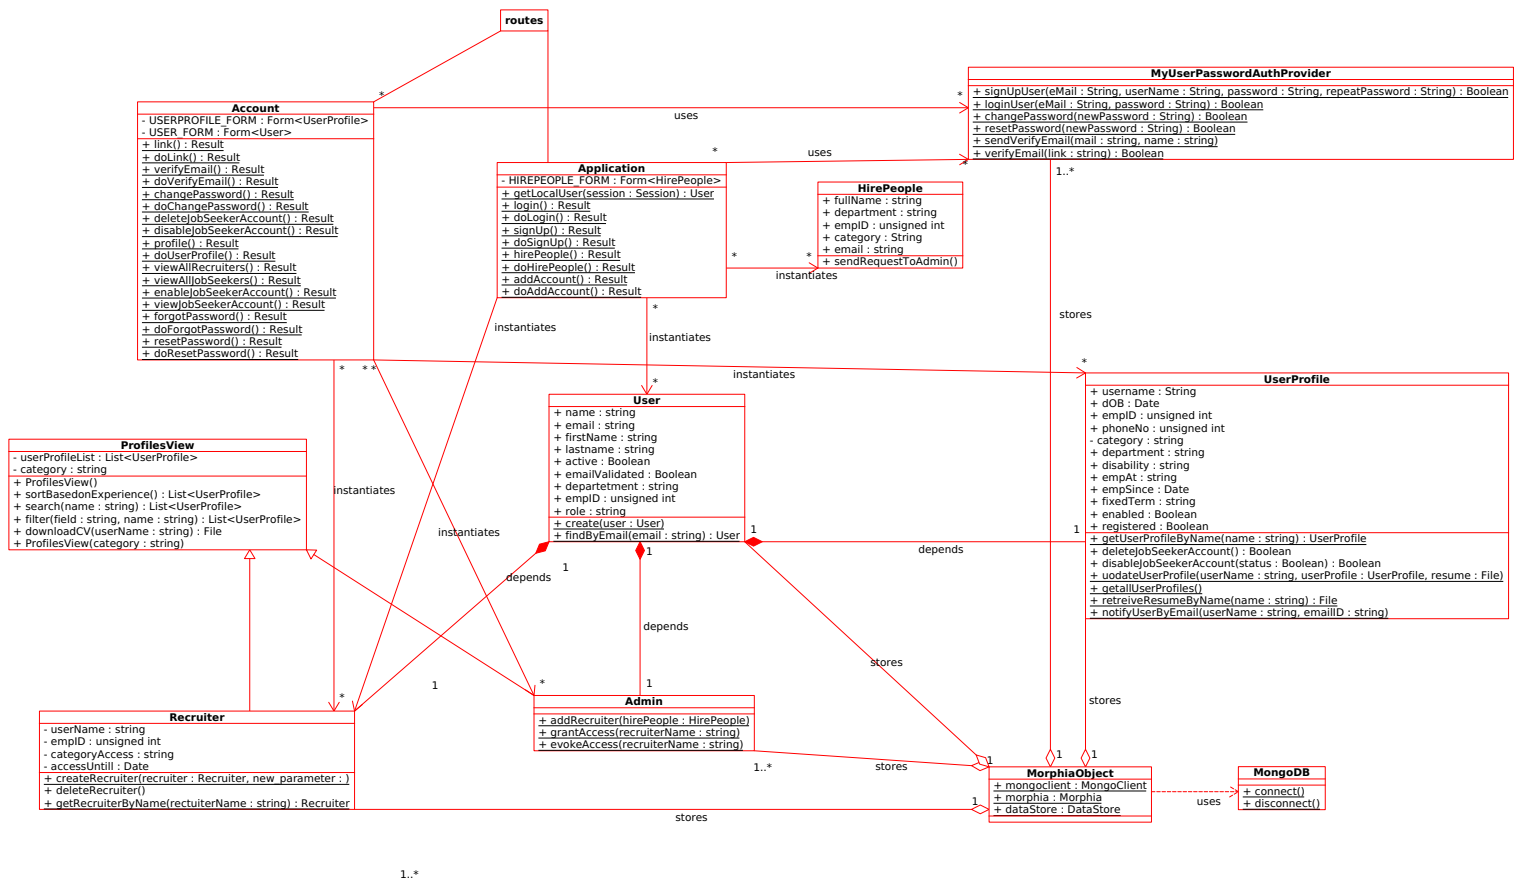 routes
Account
- USERPROFILE_FORM : Form<UserProfile>
- USER_FORM : Form<User>
+ link() : Result
+ doLink() : Result
+ verifyEmail() : Result
+ doVerifyEmail() : Result
+ changePassword() : Result
+ doChangePassword() : Result
+ deleteJobSeekerAccount() : Result
+ disableJobSeekerAccount() : Result
+ profile() : Result
+ doUserProfile() : Result
+ viewAllRecruiters() : Result
+ viewAllJobSeekers() : Result
+ enableJobSeekerAccount() : Result
+ viewJobSeekerAccount() : Result
+ forgotPassword() : Result
+ doForgotPassword() : Result
+ resetPassword() : Result
+ doResetPassword() : Result
*
*
uses
MyUserPasswordAuthProvider
+ signUpUser(eMail : String, userName : String, password : String, repeatPassword : String) : Boolean
+ loginUser(eMail : String, password : String) : Boolean
+ changePassword(newPassword : String) : Boolean
+ resetPassword(newPassword : String) : Boolean
+ sendVerifyEmail(mail : string, name : string)
+ verifyEmail(link : string) : Boolean
*
uses
*
1..*
Application
- HIREPEOPLE_FORM : Form<HirePeople>
+ getLocalUser(session : Session) : User
+ login() : Result
+ doLogin() : Result
+ signUp() : Result
+ doSignUp() : Result
+ hirePeople() : Result
+ doHirePeople() : Result
+ addAccount() : Result
+ doAddAccount() : Result
HirePeople
+ fullName : string
+ department : string
+ empID : unsigned int
+ category : String
+ email : string
+ sendRequestToAdmin()
*
*
instantiates
*
stores
instantiates
instantiates
* * *
*
instantiates
*
UserProfile
+ username : String
+ dOB : Date
+ empID : unsigned int
+ phoneNo : unsigned int
- category : string
+ department : string
+ disability : string
+ empAt : string
+ empSince : Date
+ fixedTerm : string
+ enabled : Boolean
+ registered : Boolean
+ getUserProfileByName(name : string) : UserProfile
+ deleteJobSeekerAccount() : Boolean
+ disableJobSeekerAccount(status : Boolean) : Boolean
+ uodateUserProfile(userName : string, userProfile : UserProfile, resume : File)
+ getallUserProfiles()
+ retreiveResumeByName(name : string) : File
+ notifyUserByEmail(userName : string, emailID : string)
User
+ name : string
+ email : string
+ firstName : string
+ lastname : string
+ active : Boolean
+ emailValidated : Boolean
+ departetment : string
+ empID : unsigned int
+ role : string
+ create(user : User)
+ findByEmail(email : string) : User
ProfilesView
- userProfileList : List<UserProfile>
- category : string
+ ProfilesView()
+ sortBasedonExperience() : List<UserProfile>
+ search(name : string) : List<UserProfile>
+ filter(field : string, name : string) : List<UserProfile>
+ downloadCV(userName : string) : File
+ ProfilesView(category : string)
instantiates
instantiates
1
1
depends
1
1
depends
depends
stores
1
1
*
*
stores
Admin
+ addRecruiter(hirePeople : HirePeople)
+ grantAccess(recruiterName : string)
+ evokeAccess(recruiterName : string)
Recruiter
- userName : string
- empID : unsigned int
- categoryAccess : string
- accessUntill : Date
+ createRecruiter(recruiter : Recruiter, new_parameter : )
+ deleteRecruiter()
+ getRecruiterByName(rectuiterName : string) : Recruiter
1..*
stores
1
1
1
1
stores
MorphiaObject
+ mongoclient : MongoClient
+ morphia : Morphia
+ dataStore : DataStore
uses
MongoDB
+ connect()
+ disconnect()
1..*